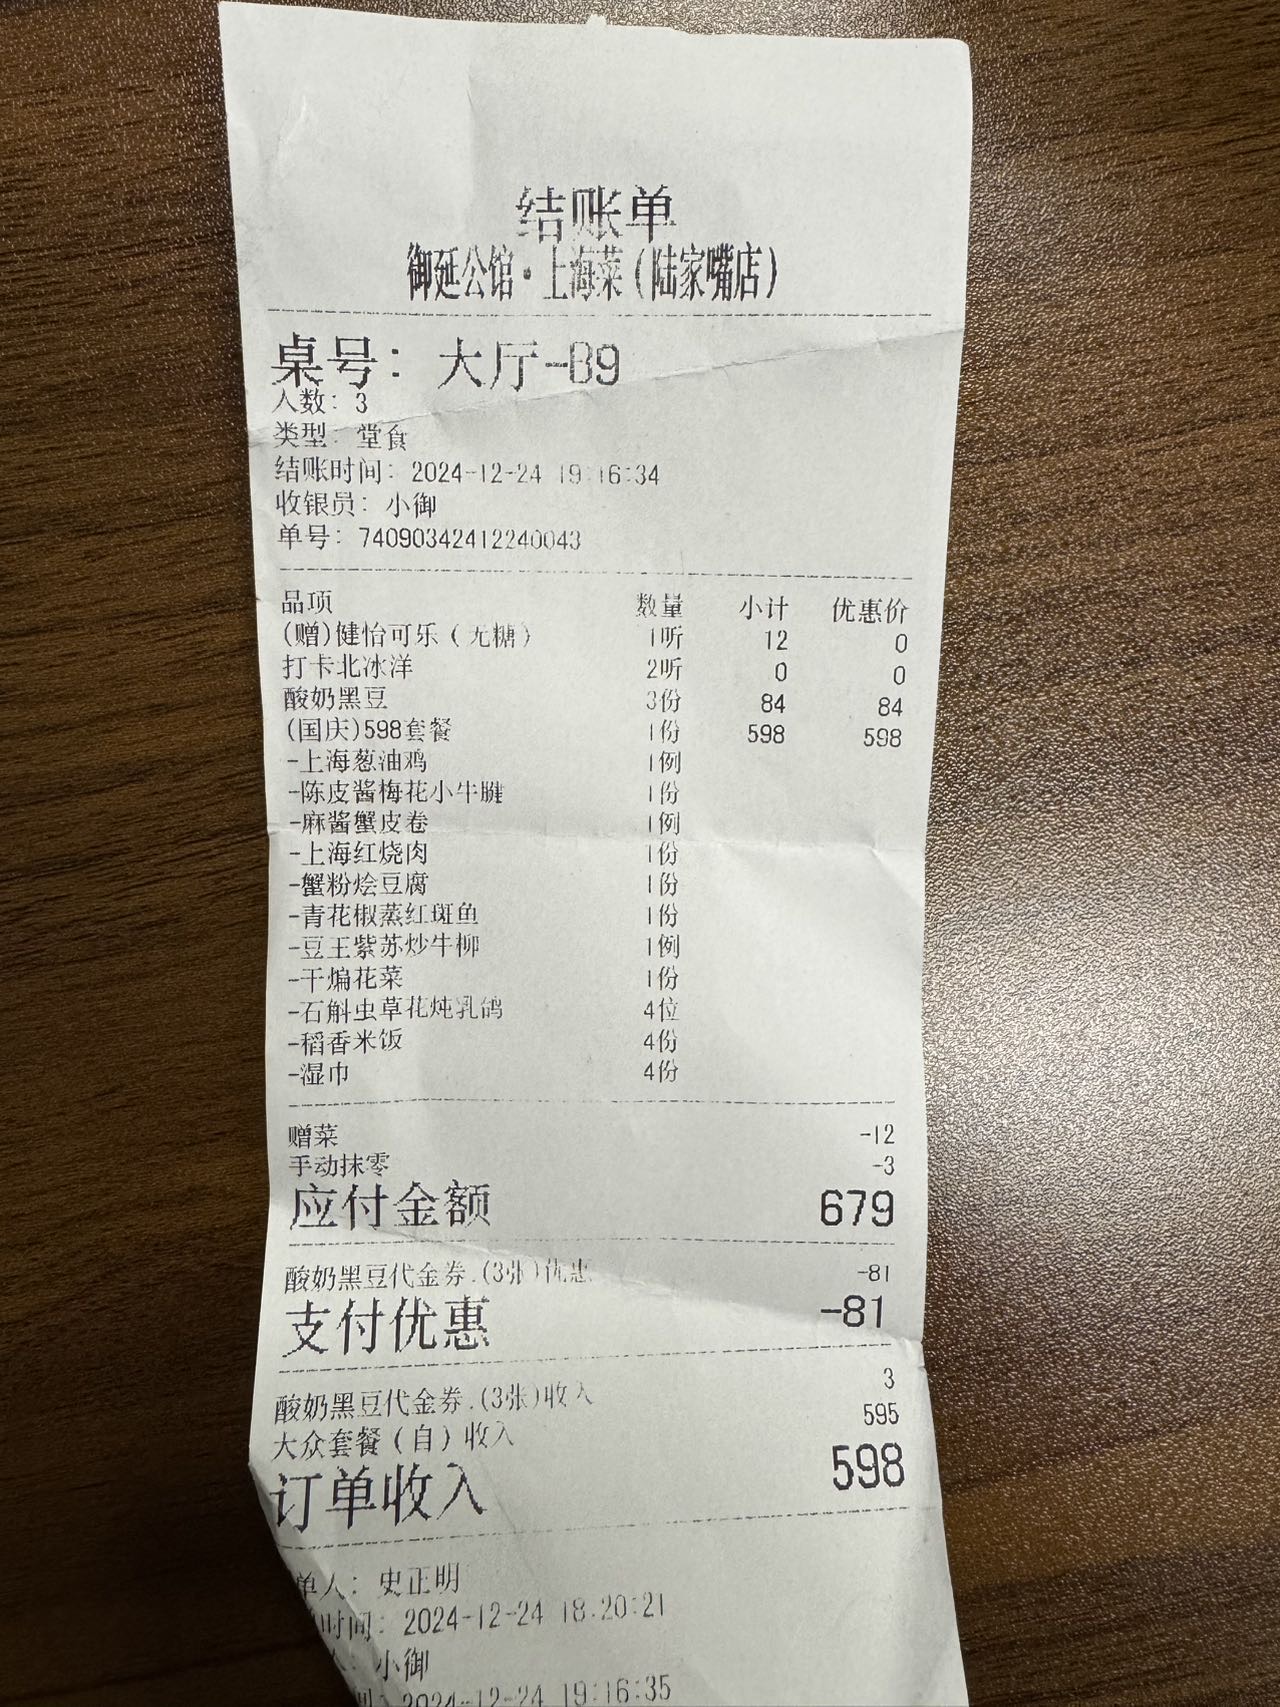 结账单
御延公馆·上海菜(陆家嘴店)
桌号: 大厅-B9
人数: 3
类型: 堂食
结账时间: 2024-12-24 19:16:34
收银员: 小御
单号: 74090342412240043
品项 数量 小计 优惠价
(赠)健怡可乐(无糖) 1听 12 0
打卡北冰洋 2听 0 0
酸奶黑豆 3份 84 84
(国庆)598套餐 1份 598 598
-上海葱油鸡 1例
-陈皮酱梅花小牛腱 1份
-麻酱蟹皮卷 1例
-上海红烧肉 1份
-蟹粉烩豆腐 1份
-青花椒蒸红斑鱼 1份
-豆王紫苏炒牛柳 1例
-干煸花菜 1份
-石斛虫草花炖乳鸽 4位
-稻香米饭 4份
-湿巾 4份
赠菜 -12
手动抹零 -3
应付金额 679
酸奶黑豆代金券.(3张)优惠 -81
支付优惠 -81
酸奶黑豆代金券.(3张)收入 3
大众套餐(自)收入 595
订单收入 598
单人: 史正明
时间: 2024-12-24 18:20:21
人: 小御
2024-12-24 19:16:35